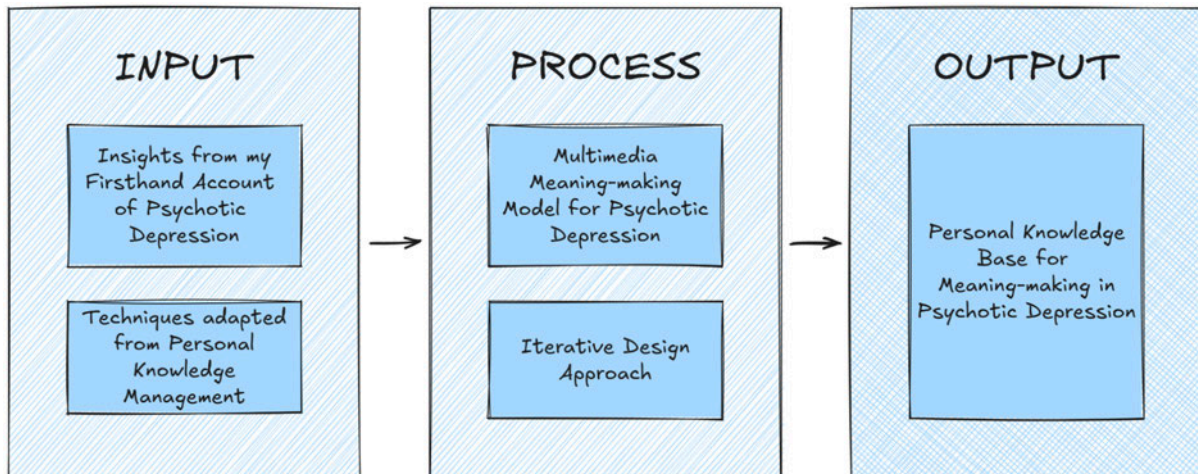 INPUT
Insights from my
Firsthand Account
of Psychotic
Depression
Techniques adapted
from Personal
Knowledge
Management
PROCESS
Multimedia
Meaning-making
Model for Psychotic
Depression
Iterative Design
Approach
OUTPUT
Personal Knowledge
Base for
Meaning-making in
Psychotic Depression